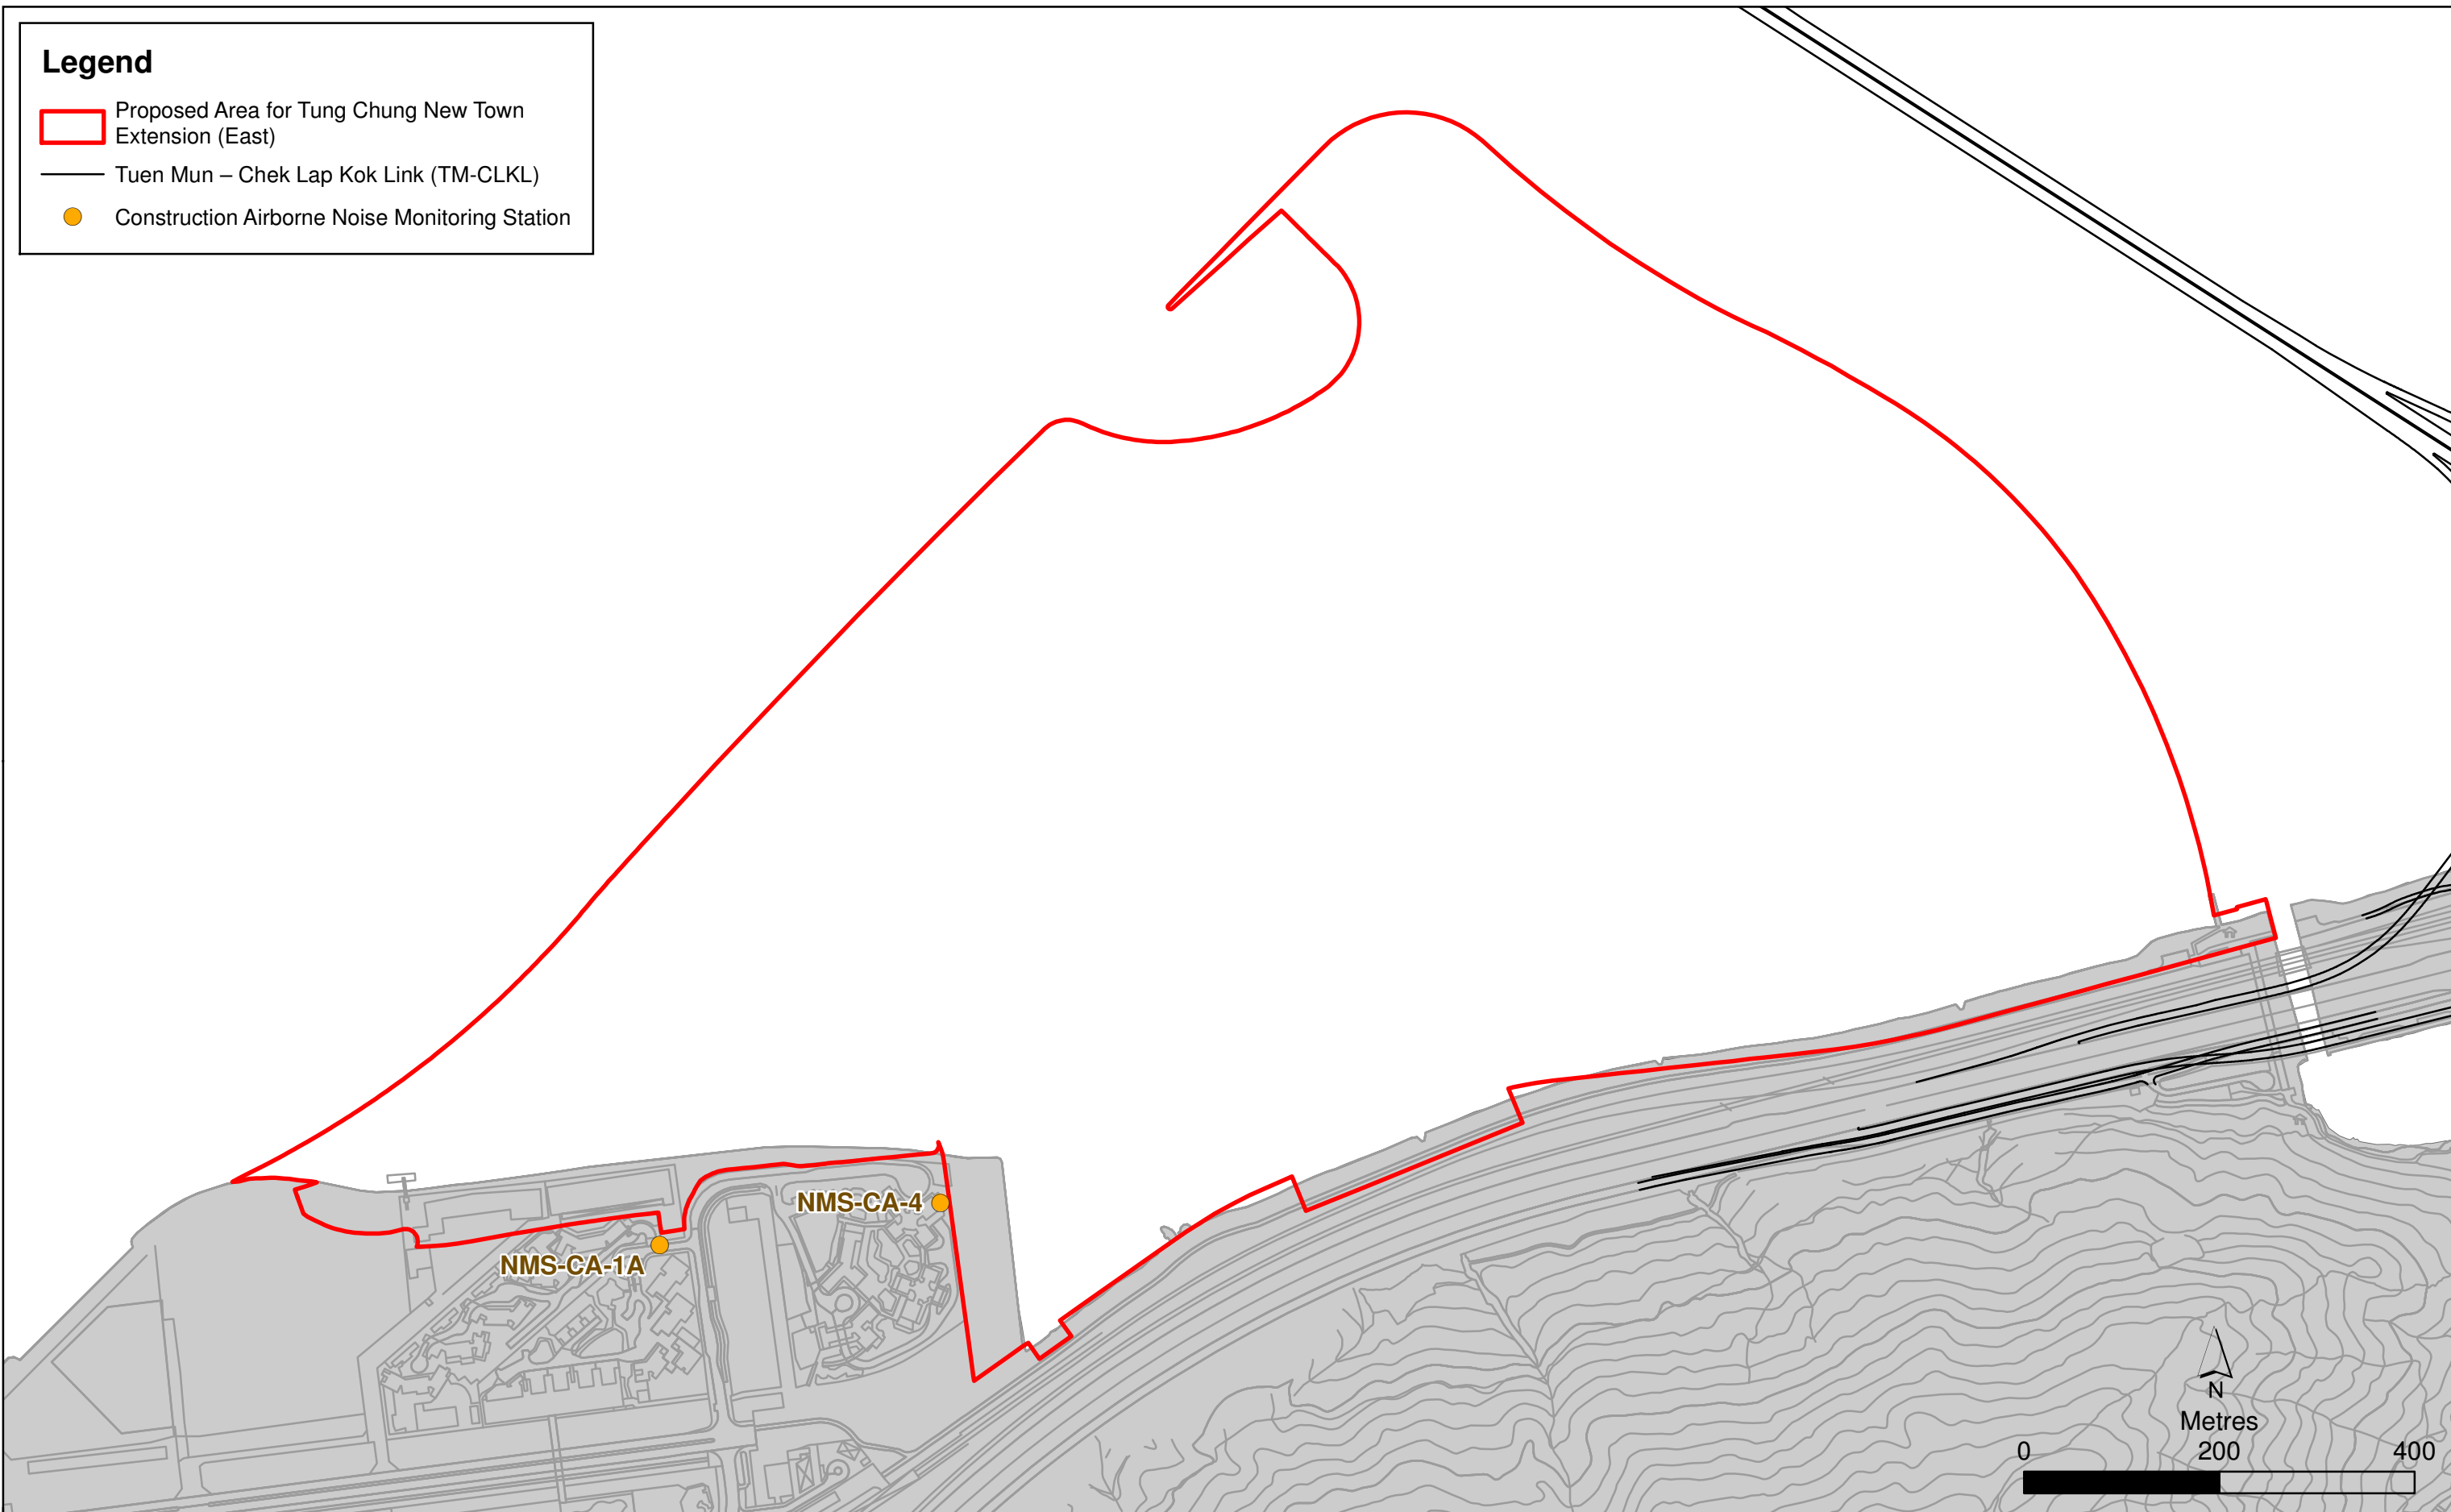 Legend
Proposed Area for Tung Chung New Town
Extension (East)
Tuen Mun – Chek Lap Kok Link (TM-CLKL)
Construction Airborne Noise Monitoring Station
NMS-CA-4
NMS-CA-1A
N
Metres
0 200 400